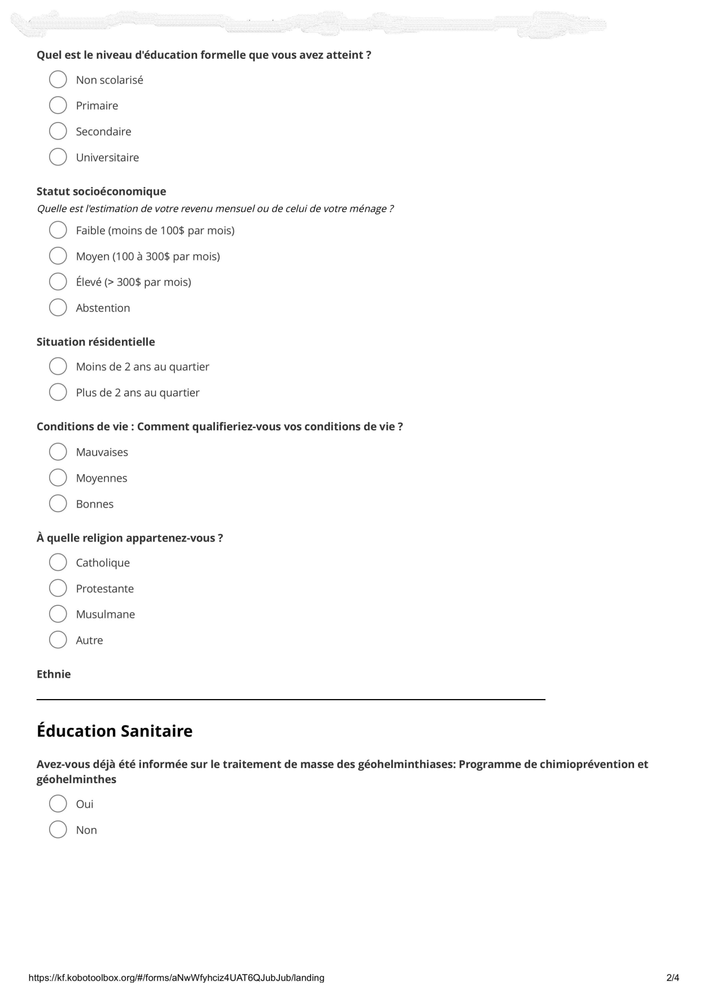 Quel est le niveau d'éducation formelle que vous avez atteint ?
Non scolarisé
Primaire
Secondaire
Universitaire
Statut socioéconomique
Quelle est l'estimation de votre revenu mensuel ou de celui de votre ménage ?
Faible (moins de 100$ par mois)
Moyen (100 à 300$ par mois)
Élevé (> 300$ par mois)
Abstention
Situation résidentielle
Moins de 2 ans au quartier
Plus de 2 ans au quartier
Conditions de vie : Comment qualifieriez-vous vos conditions de vie ?
Mauvaises
Moyennes
Bonnes
À quelle religion appartenez-vous ?
Catholique
Protestante
Musulmane
Autre
Ethnie
Éducation Sanitaire
Avez-vous déjà été informée sur le traitement de masse des géohelminthiases: Programme de chimioprévention et
géohelminthes
Oui
Non
https://kf.kobotoolbox.org/#/forms/aNwWfyhciz4UAT6QJubJub/landing
2/4